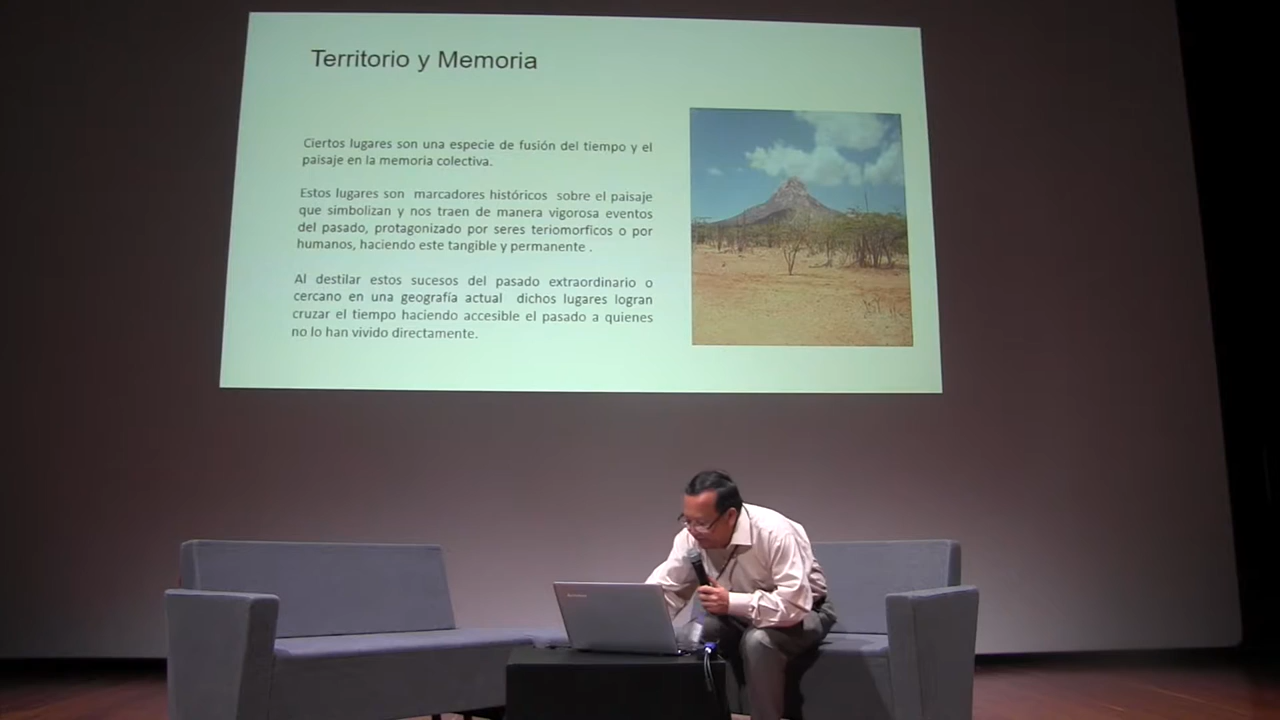 Territorio y Memoria
Ciertos lugares son una especie de fusión del tiempo y el
paisaje en la memoria colectiva.
Estos lugares son marcadores históricos sobre el paisaje
que simbolizan y nos traen de manera vigorosa eventos
del pasado, protagonizado por seres teriomorficos o por
humanos, haciendo este tangible y permanente .
Al destilar estos sucesos del pasado extraordinario o
cercano en una geografía actual dichos lugares logran
cruzar el tiempo haciendo accesible el pasado a quienes
no lo han vivido directamente.